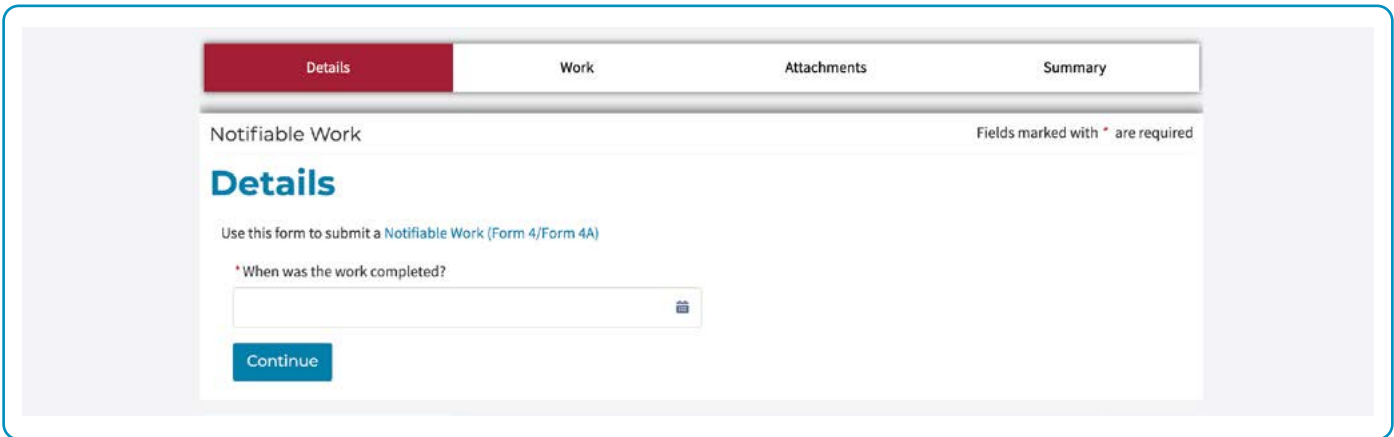 Details Work Attachments Summary
Notifiable Work Fields marked with * are required
Details
Use this form to submit a Notifiable Work (Form 4/Form 4A)
*When was the work completed?
Continue